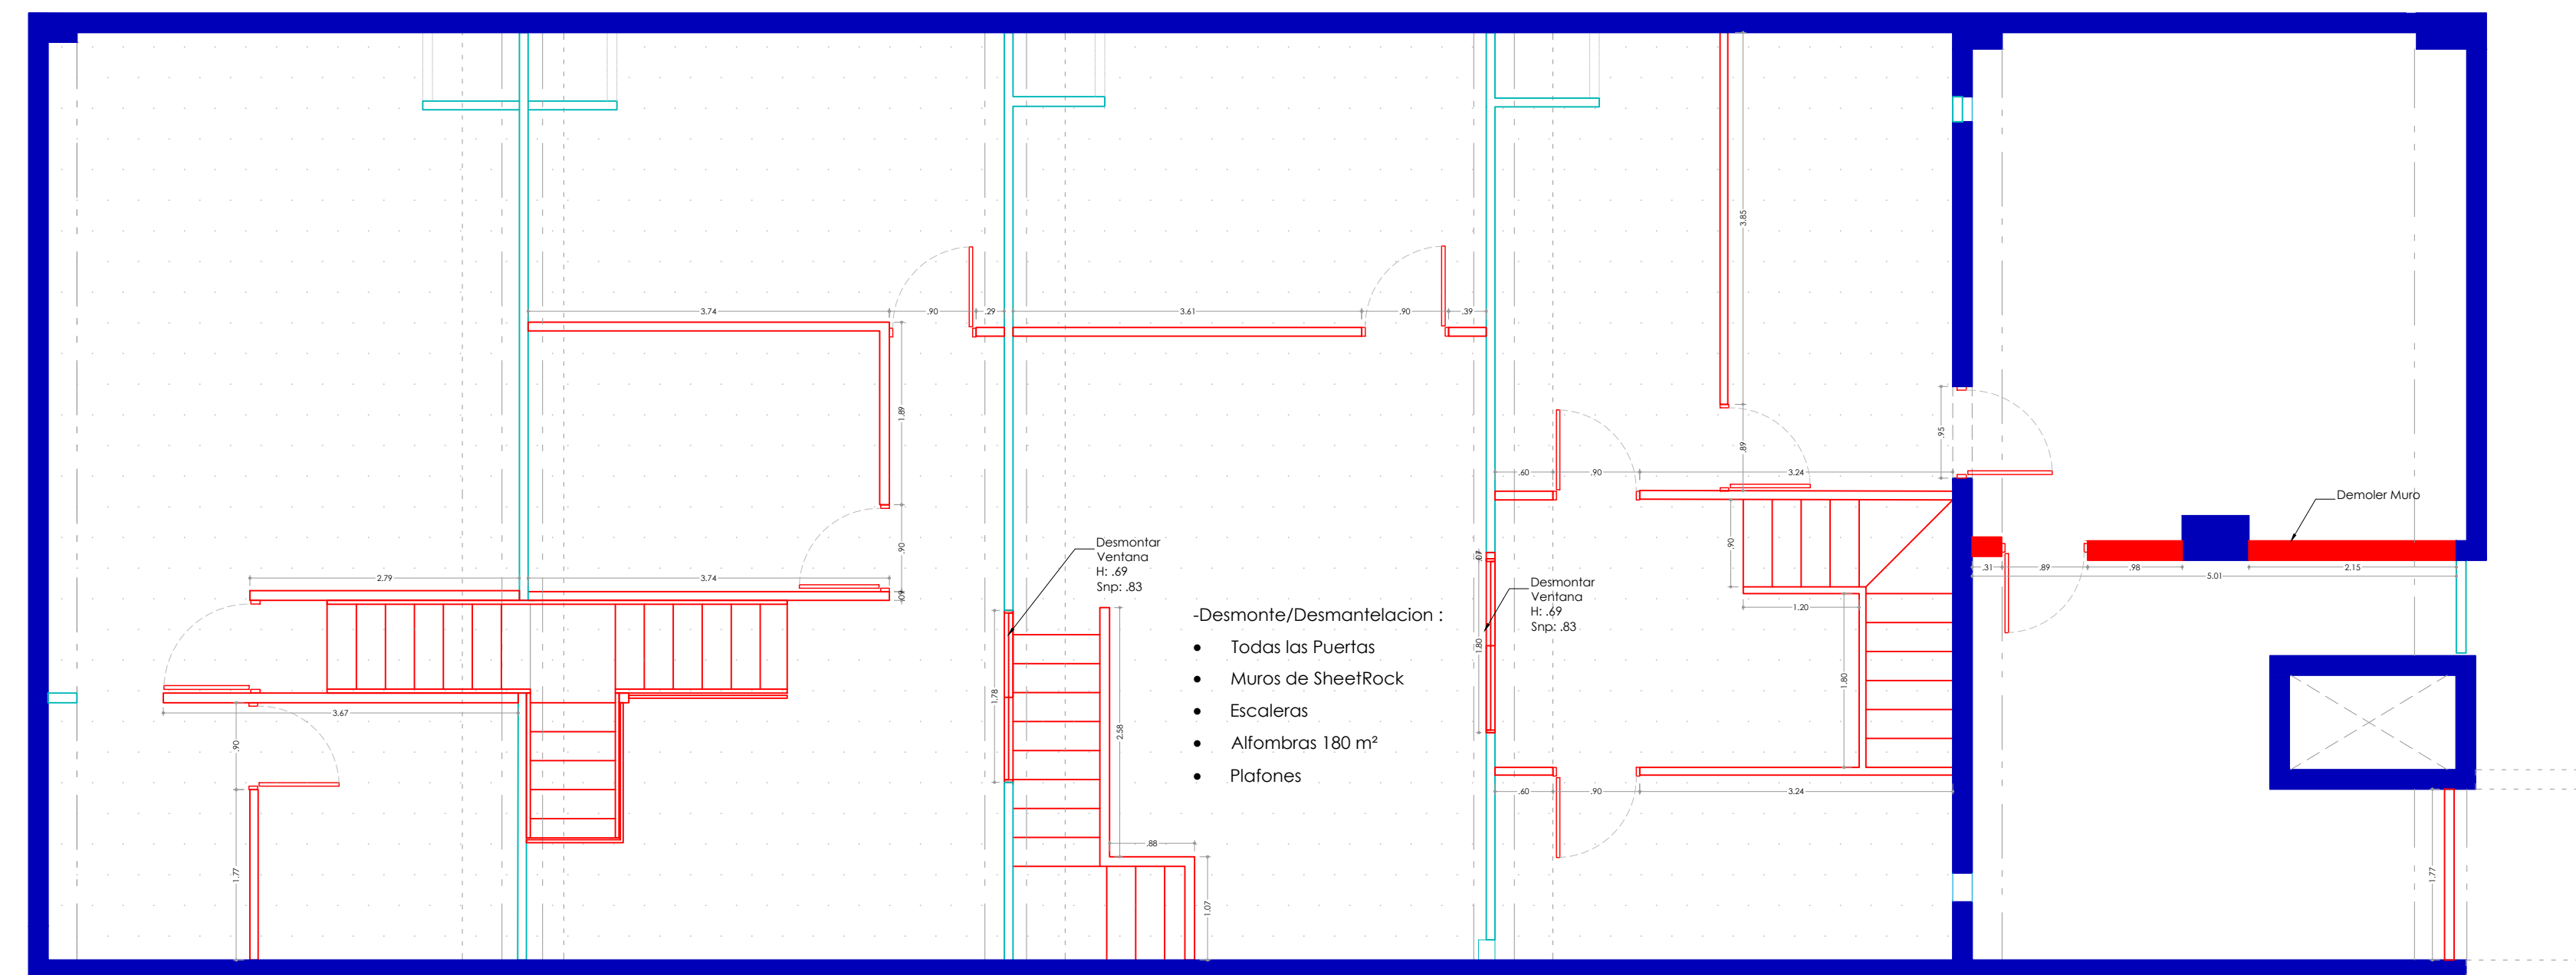 3.85
3.74
.90
.29
3.61
.90
.39
1.89
.95
.89
.60
.90
3.24
Demoler Muro
.90
.07
.90
Desmontar
Ventana
H: .69
Snp: .83
.31
.89
.98
2.15
5.01
2.79
3.74
.09
Desmontar
Ventana
H: .69
Snp: .83
1.20
-Desmonte/Desmantelacion :
• Todas las Puertas
• Muros de SheetRock
• Escaleras
• Alfombras 180 m²
• Plafones
1.80
1.80
1.78
2.58
3.67
.90
.60
.90
3.24
.88
1.77
1.07
1.77